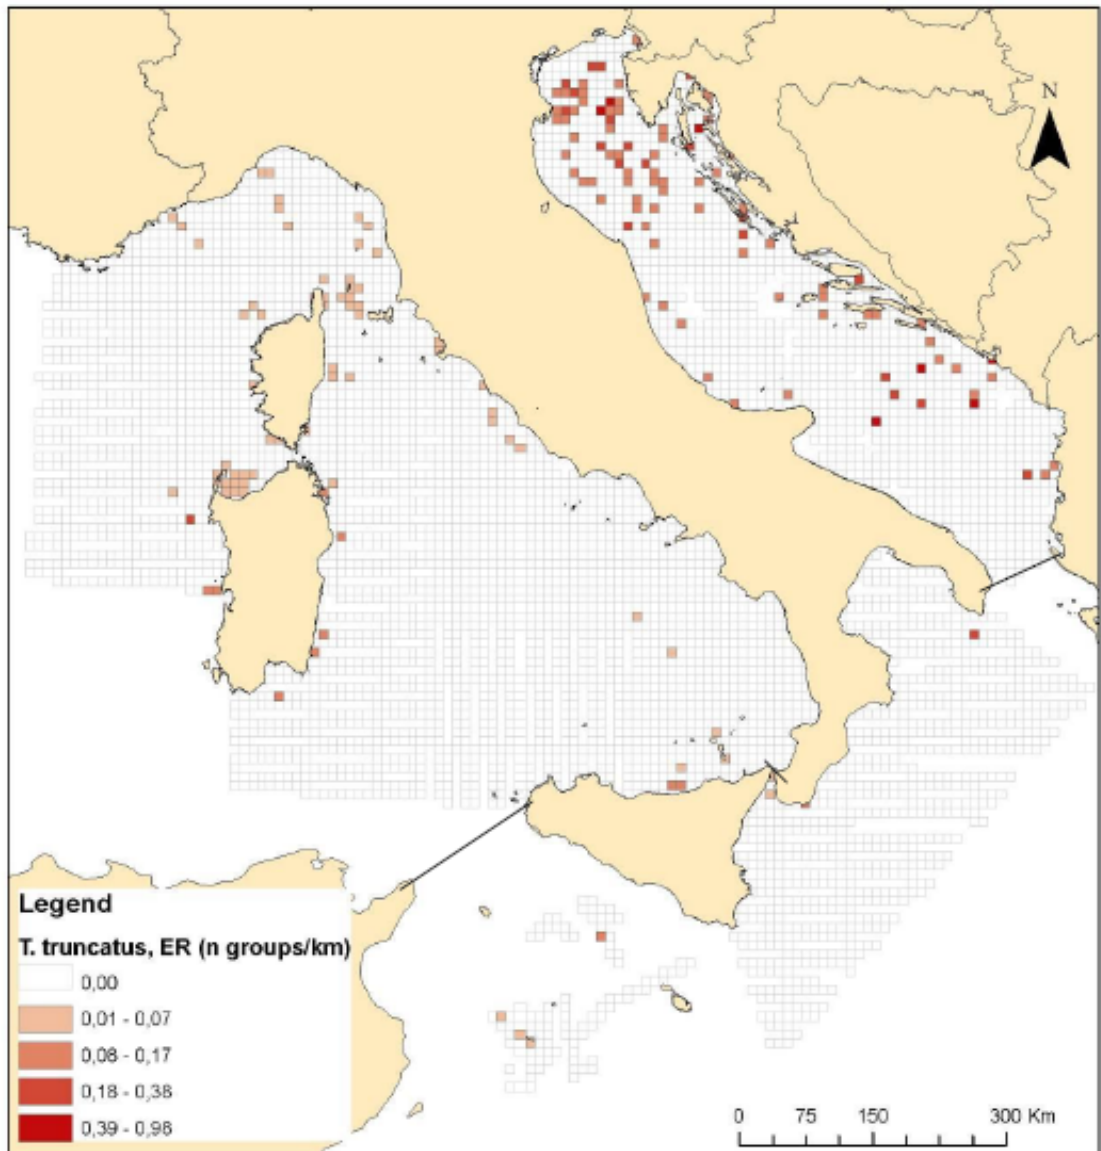 N
Legend
T. truncatus, ER (n groups/km)
0,00
0,01 - 0,07
0,08 - 0,17
0,18 - 0,38
0,39 - 0,98
0 75 150 300 Km